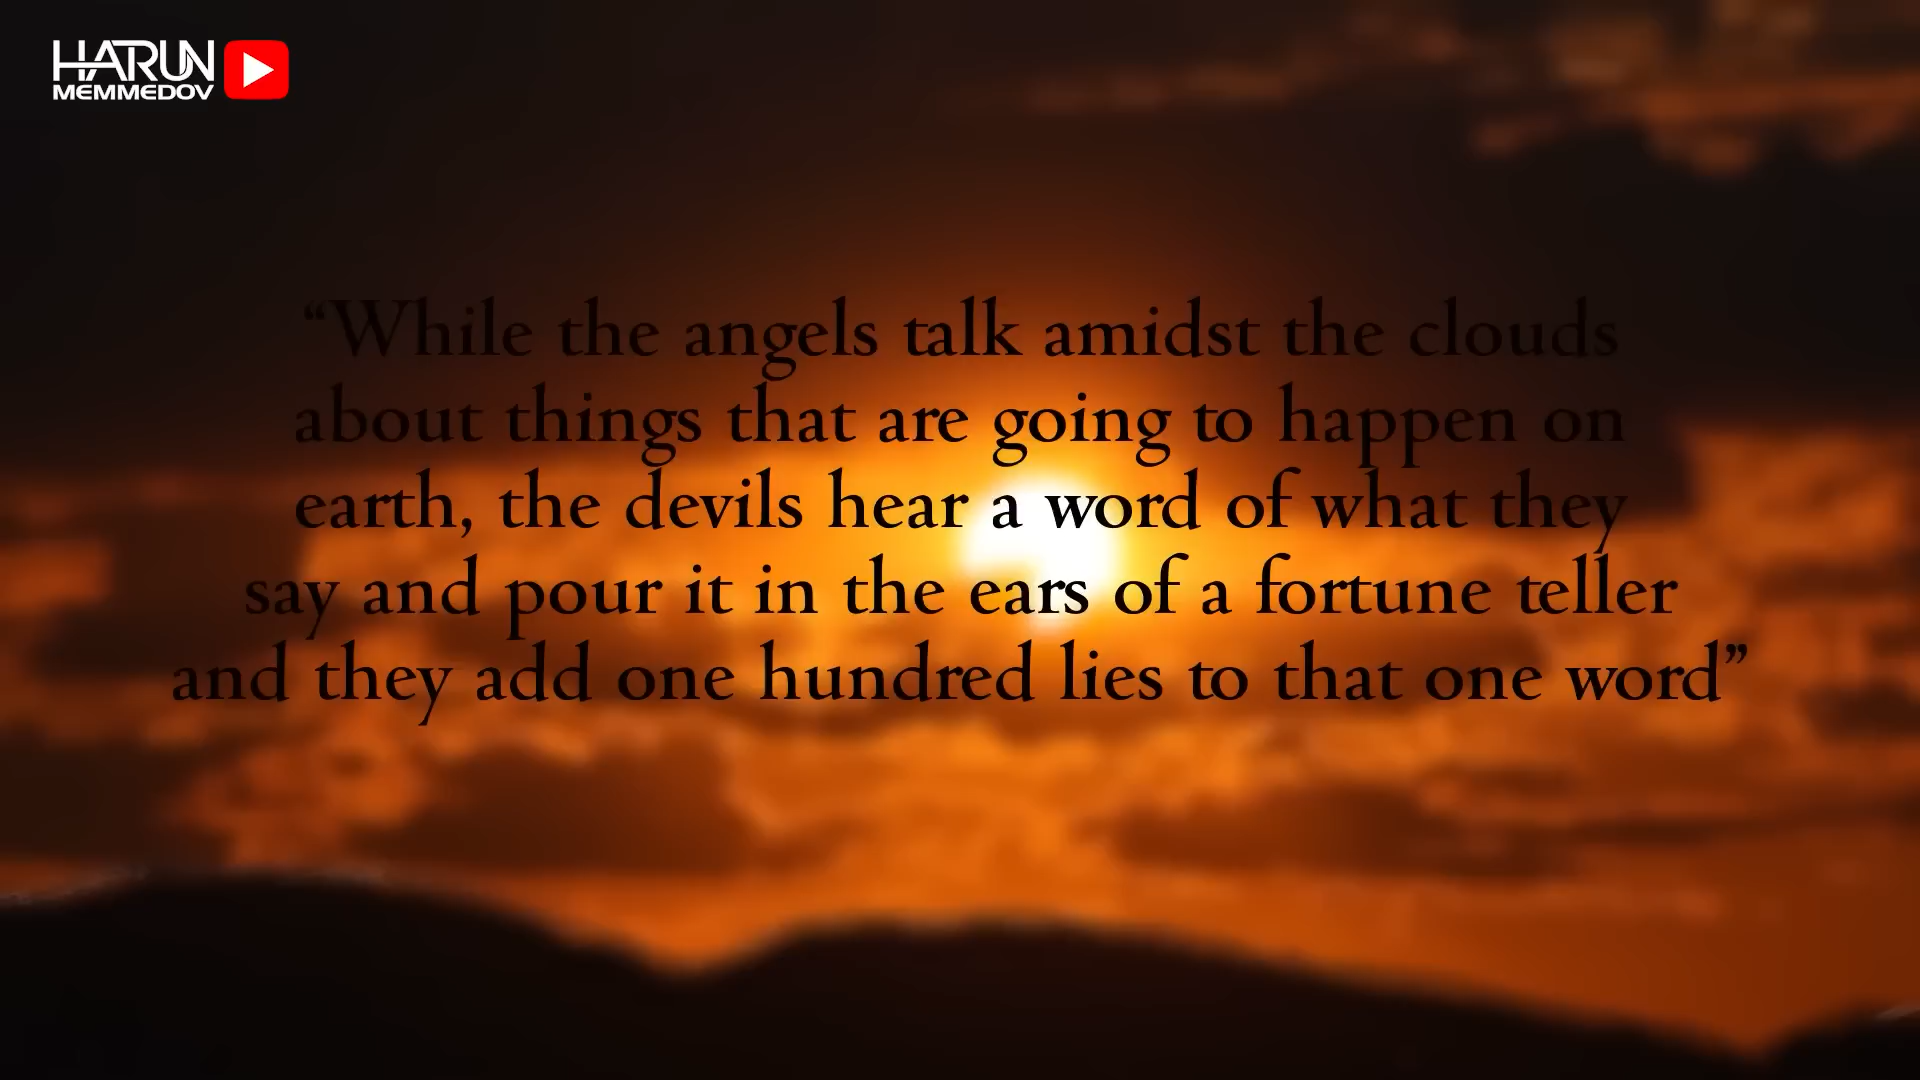 HARUN
MEMMEDOV
“While the angels talk amidst the clouds
about things that are going to happen on
earth, the devils hear a word of what they
say and pour it in the ears of a fortune teller
and they add one hundred lies to that one word”